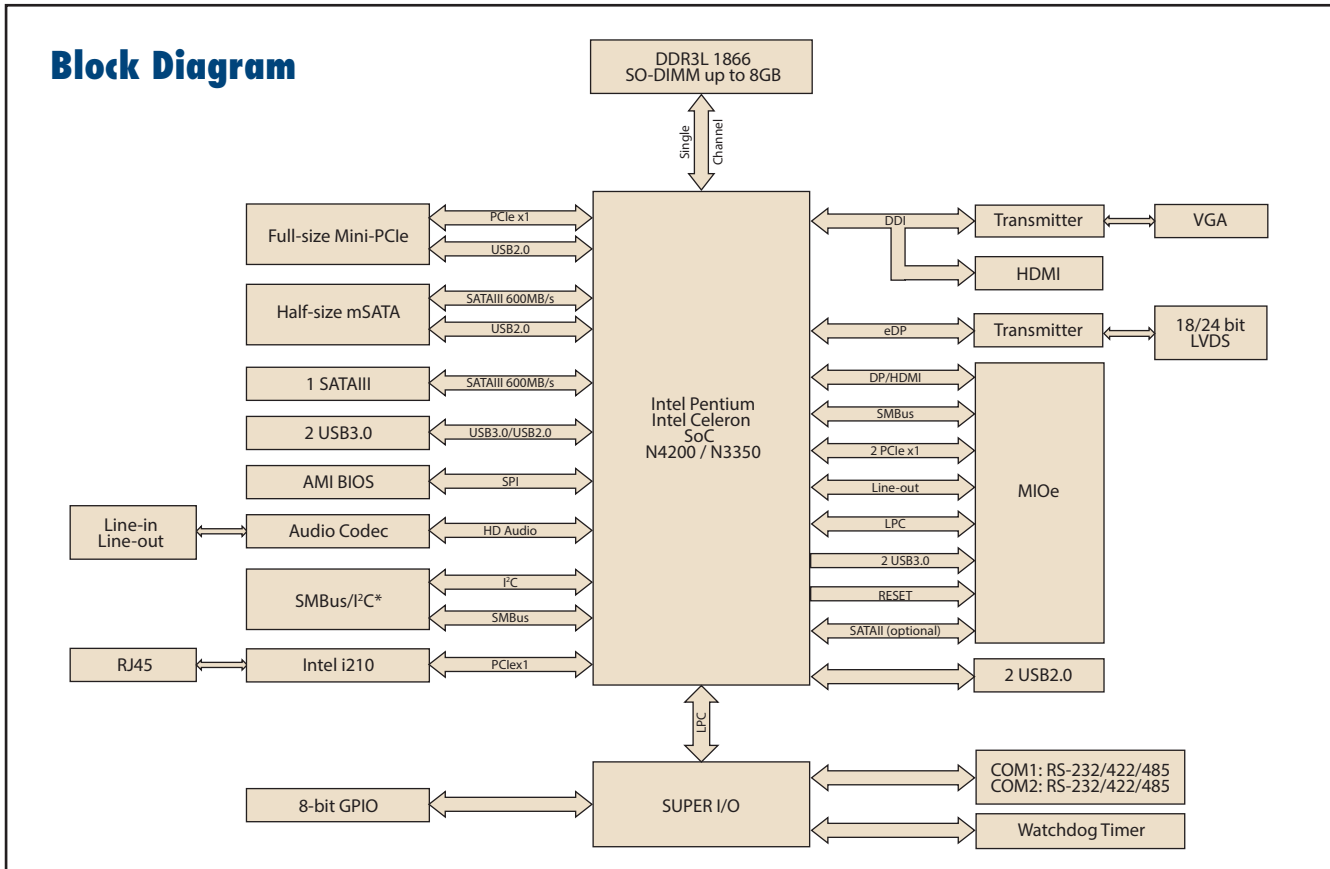 Block Diagram
DDR3L 1866
SO-DIMM up to 8GB
Single
Channel
Full-size Mini-PCIe
PCIe x1
USB2.0
Half-size mSATA
SATAIII 600MB/s
USB2.0
1 SATAIII
SATAIII 600MB/s
2 USB3.0
USB3.0/USB2.0
AMI BIOS
SPI
Line-in
Line-out
Audio Codec
HD Audio
SMBus/I²C*
I²C
SMBus
RJ45
Intel i210
PCIex1
Intel Pentium
Intel Celeron
SoC
N4200 / N3350
DDI
Transmitter
VGA
HDMI
eDP
Transmitter
18/24 bit
LVDS
DP/HDMI
SMBus
2 PCIe x1
Line-out
LPC
2 USB3.0
RESET
SATAII (optional)
MIOe
2 USB2.0
LPC
8-bit GPIO
SUPER I/O
COM1: RS-232/422/485
COM2: RS-232/422/485
Watchdog Timer